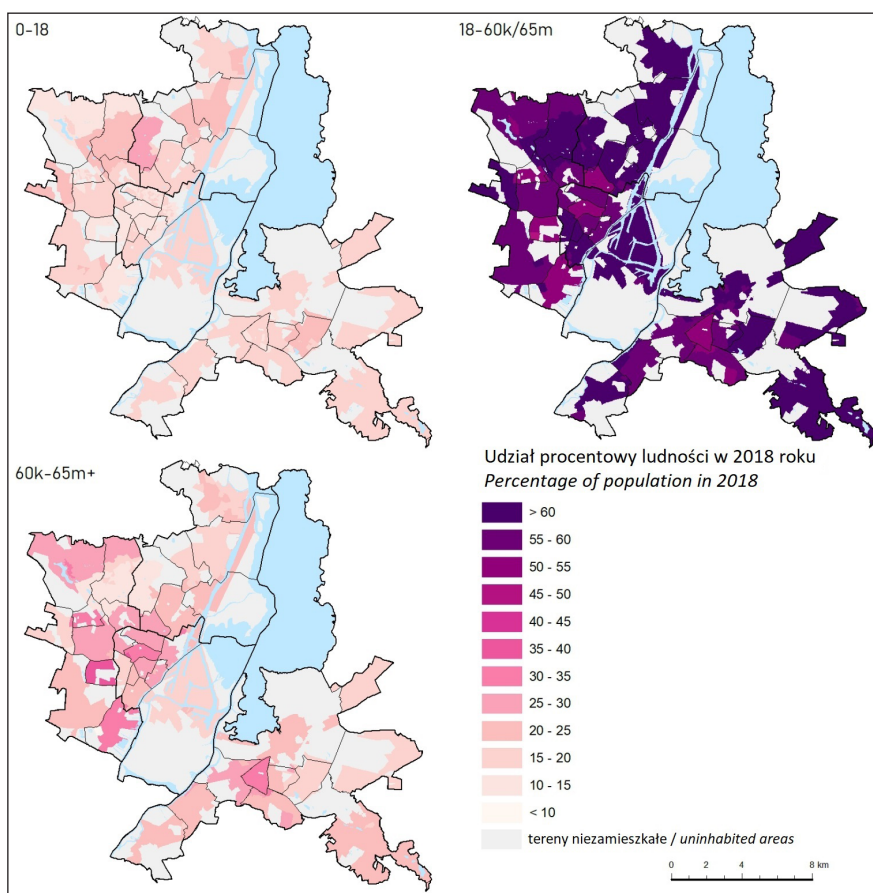 0-18
18-60k/65m
60k-65m+
Udział procentowy ludności w 2018 roku
Percentage of population in 2018
> 60
55 - 60
50 - 55
45 - 50
40 - 45
35 - 40
30 - 35
25 - 30
20 - 25
15 - 20
10 - 15
< 10
tereny niezamieszkałe / uninhabited areas
0 4 8 km